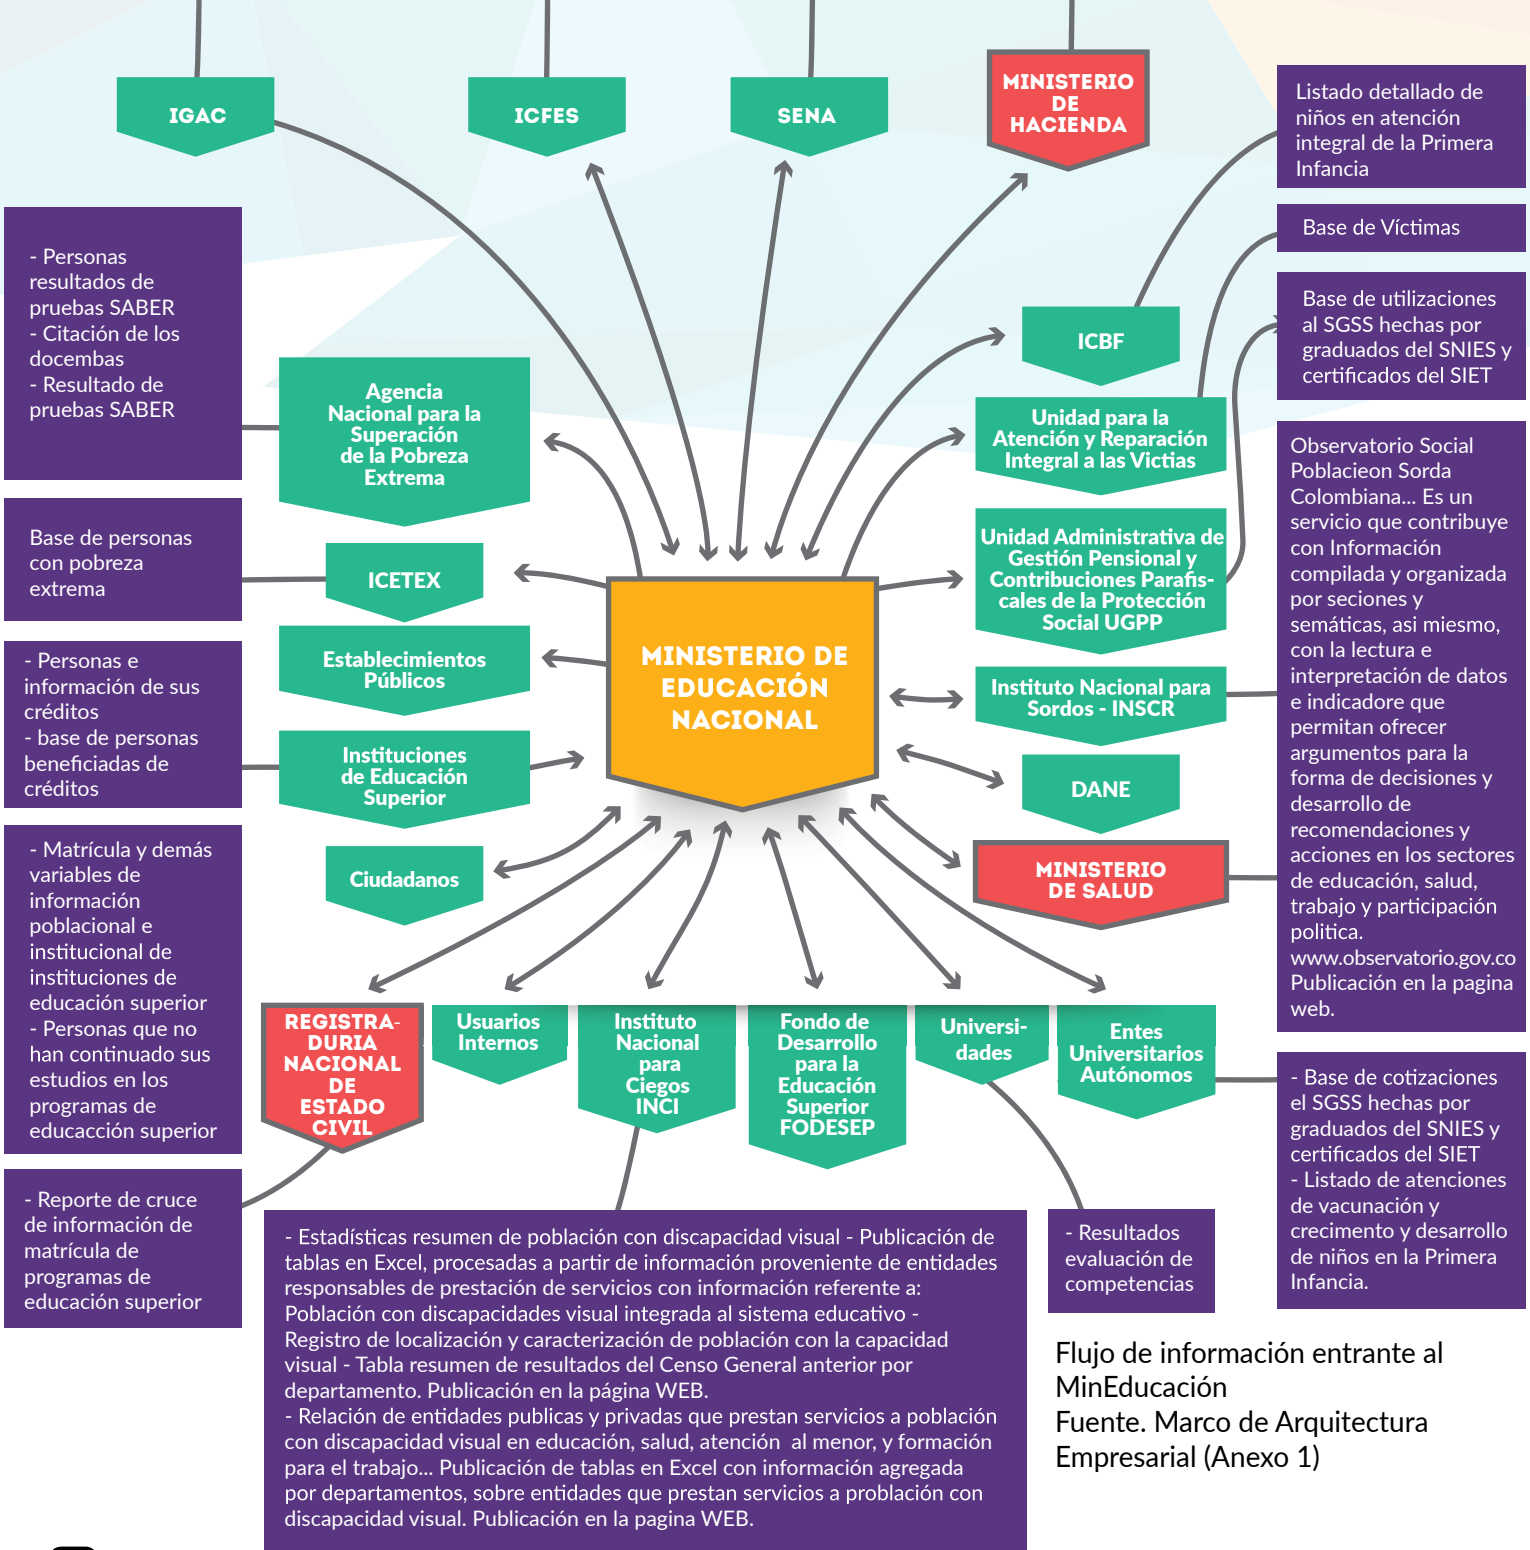 IGAC
ICFES
SENA
MINISTERIO
DE
HACIENDA
Listado detallado de
niños en atención
integral de la Primera
Infancia
Base de Víctimas
Base de utilizaciones
al SGSS hechas por
graduados del SNIES y
certificados del SIET
- Personas
resultados de
pruebas SABER
- Citación de los
docembas
- Resultado de
pruebas SABER
ICBF
Agencia
Nacional para la
Superación
de la Pobreza
Extrema
Unidad para la
Atención y Reparación
Integral a las Victias
Observatorio Social
Poblacieon Sorda
Colombiana... Es un
servicio que contribuye
con Información
compilada y organizada
por seciones y
semáticas, asi miesmo,
con la lectura e
interpretación de datos
e indicadore que
permitan ofrecer
argumentos para la
forma de decisiones y
desarrollo de
recomendaciones y
acciones en los sectores
de educación, salud,
trabajo y participación
politica.
www.observatorio.gov.co
Publicación en la pagina
web.
Base de personas
con pobreza
extrema
ICETEX
Unidad Administrativa de
Gestión Pensional y
Contribuciones Parafis-
cales de la Protección
Social UGPP
- Personas e
información de sus
créditos
- base de personas
beneficiadas de
créditos
Establecimientos
Públicos
MINISTERIO DE
EDUCACIÓN
NACIONAL
Instituto Nacional para
Sordos - INSCR
Instituciones
de Educación
Superior
DANE
- Matrícula y demás
variables de
información
poblacional e
institucional de
instituciones de
educación superior
- Personas que no
han continuado sus
estudios en los
programas de
educacción superior
Ciudadanos
MINISTERIO
DE SALUD
REGISTRA-
DURIA
NACIONAL
DE
ESTADO
CIVIL
Usuarios
Internos
Instituto
Nacional
para
Ciegos
INCI
Fondo de
Desarrollo
para la
Educación
Superior
FODESEP
Universi-
dades
Entes
Universitarios
Autónomos
- Base de cotizaciones
el SGSS hechas por
graduados del SNIES y
certificados del SIET
- Listado de atenciones
de vacunación y
crecimento y desarrollo
de niños en la Primera
Infancia.
- Reporte de cruce
de información de
matrícula de
programas de
educación superior
- Estadísticas resumen de población con discapacidad visual - Publicación de
tablas en Excel, procesadas a partir de información proveniente de entidades
responsables de prestación de servicios con información referente a:
Población con discapacidades visual integrada al sistema educativo -
Registro de localización y caracterización de población con la capacidad
visual - Tabla resumen de resultados del Censo General anterior por
departamento. Publicación en la página WEB.
- Relación de entidades publicas y privadas que prestan servicios a población
con discapacidad visual en educación, salud, atención  al menor, y formación
para el trabajo... Publicación de tablas en Excel con información agregada
por departamentos, sobre entidades que prestan servicios a problación con
discapacidad visual. Publicación en la pagina WEB.
- Resultados
evaluación de
competencias
Flujo de información entrante al
MinEducación
Fuente. Marco de Arquitectura
Empresarial (Anexo 1)